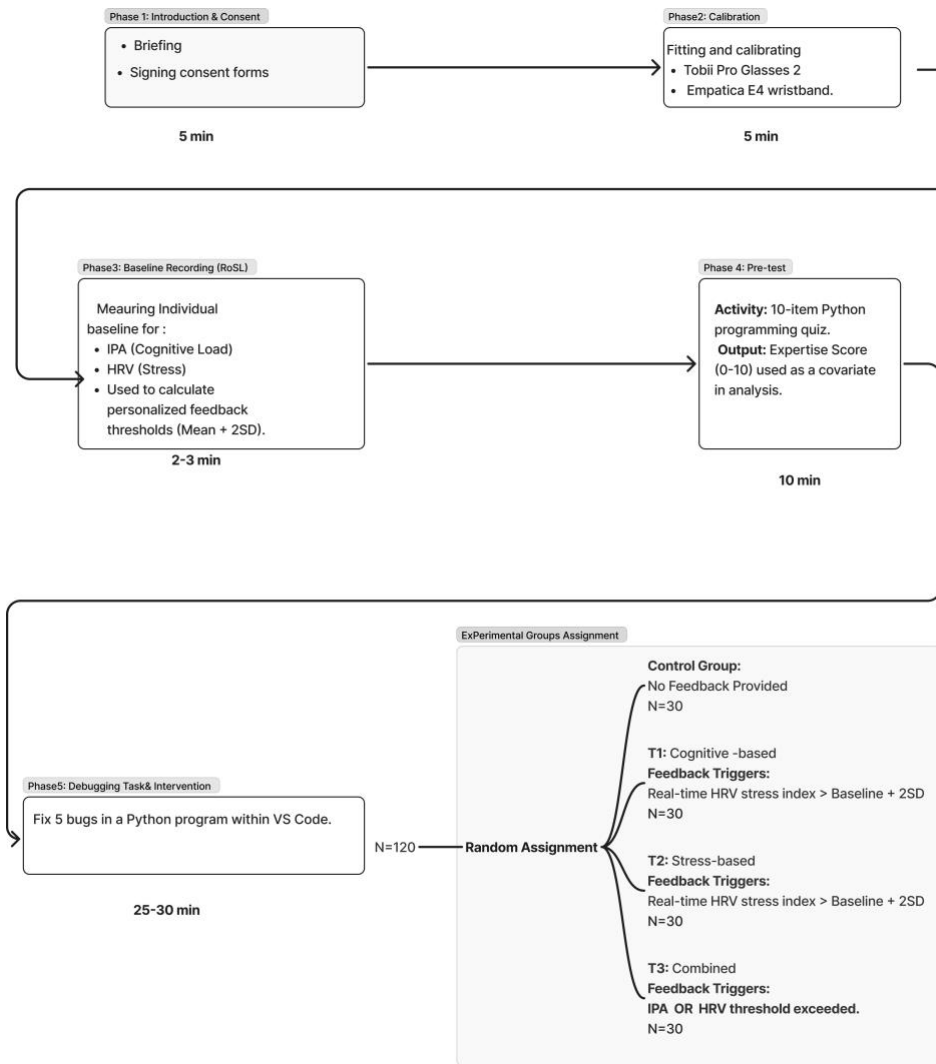 Phase 1: Introduction & Consent
• Briefing
• Signing consent forms
5 min
Phase2: Calibration
Fitting and calibrating
• Tobii Pro Glasses 2
• Empatica E4 wristband.
5 min
Phase3: Baseline Recording (RoSL)
Meauring Individual
baseline for :
• IPA (Cognitive Load)
• HRV (Stress)
• Used to calculate
personalized feedback
thresholds (Mean + 2SD).
2-3 min
Phase 4: Pre-test
Activity: 10-item Python
programming quiz.
Output: Expertise Score
(0-10) used as a covariate
in analysis.
10 min
Phase5: Debugging Task& Intervention
Fix 5 bugs in a Python program within VS Code.
25-30 min
N=120
ExPerimental Groups Assignment
Random Assignment
Control Group:
No Feedback Provided
N=30
T1: Cognitive -based
Feedback Triggers:
Real-time HRV stress index > Baseline + 2SD
N=30
T2: Stress-based
Feedback Triggers:
Real-time HRV stress index > Baseline + 2SD
N=30
T3: Combined
Feedback Triggers:
IPA OR HRV threshold exceeded.
N=30